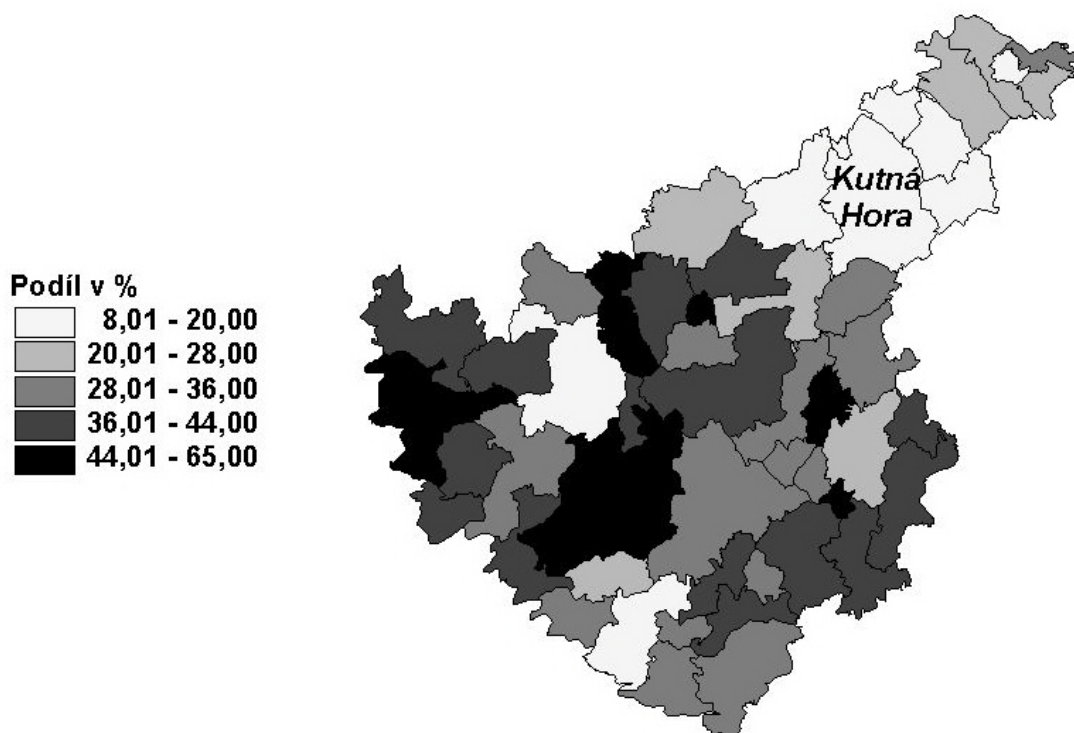 Kutná
Hora
Podíl v %
8,01 - 20,00
20,01 - 28,00
28,01 - 36,00
36,01 - 44,00
44,01 - 65,00